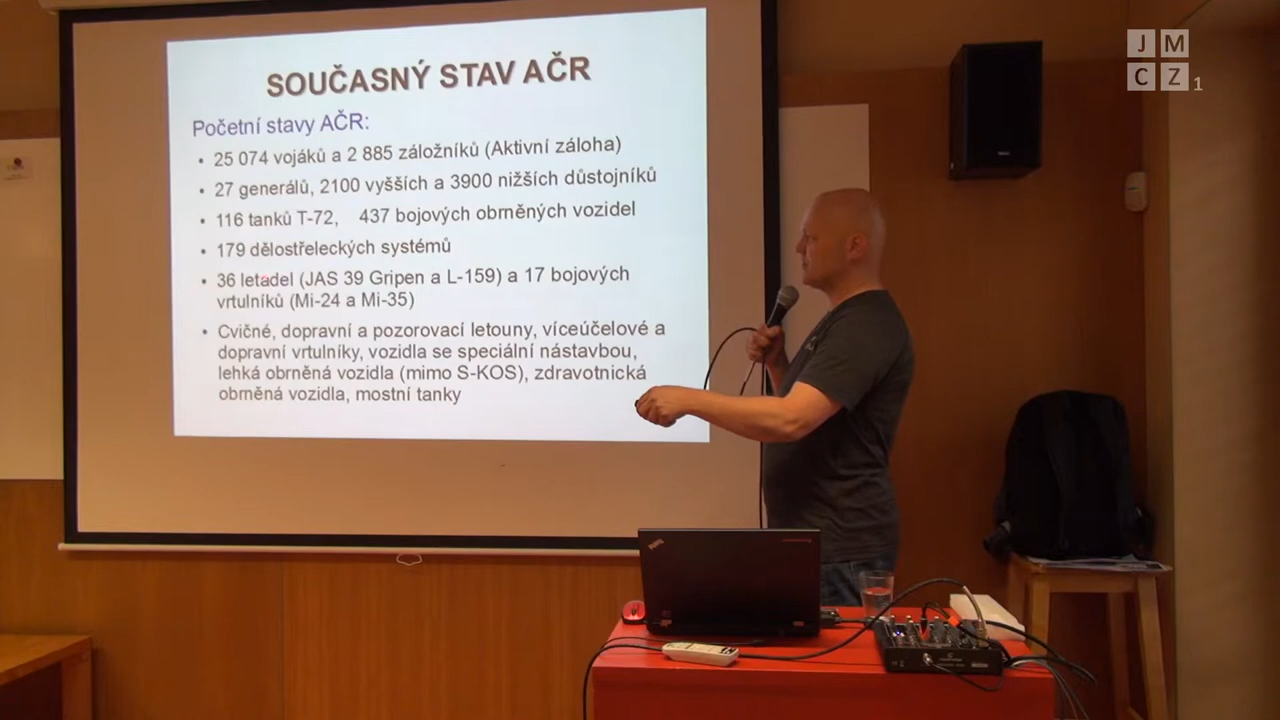 J M
C Z 1
SOUČASNÝ STAV AČR
Početní stavy AČR:
• 25 074 vojáků a 2 885 záložníků (Aktivní záloha)
• 27 generálů, 2100 vyšších a 3900 nižších důstojníků
• 116 tanků T-72, 437 bojových obrněných vozidel
• 179 dělostřeleckých systémů
• 36 letadel (JAS 39 Gripen a L-159) a 17 bojových
vrtulníků (Mi-24 a Mi-35)
• Cvičné, dopravní a pozorovací letouny, víceúčelové a
dopravní vrtulníky, vozidla se speciální nástavbou,
lehká obrněná vozidla (mimo S-KOS), zdravotnická
obrněná vozidla, mostní tanky
ThinkPad